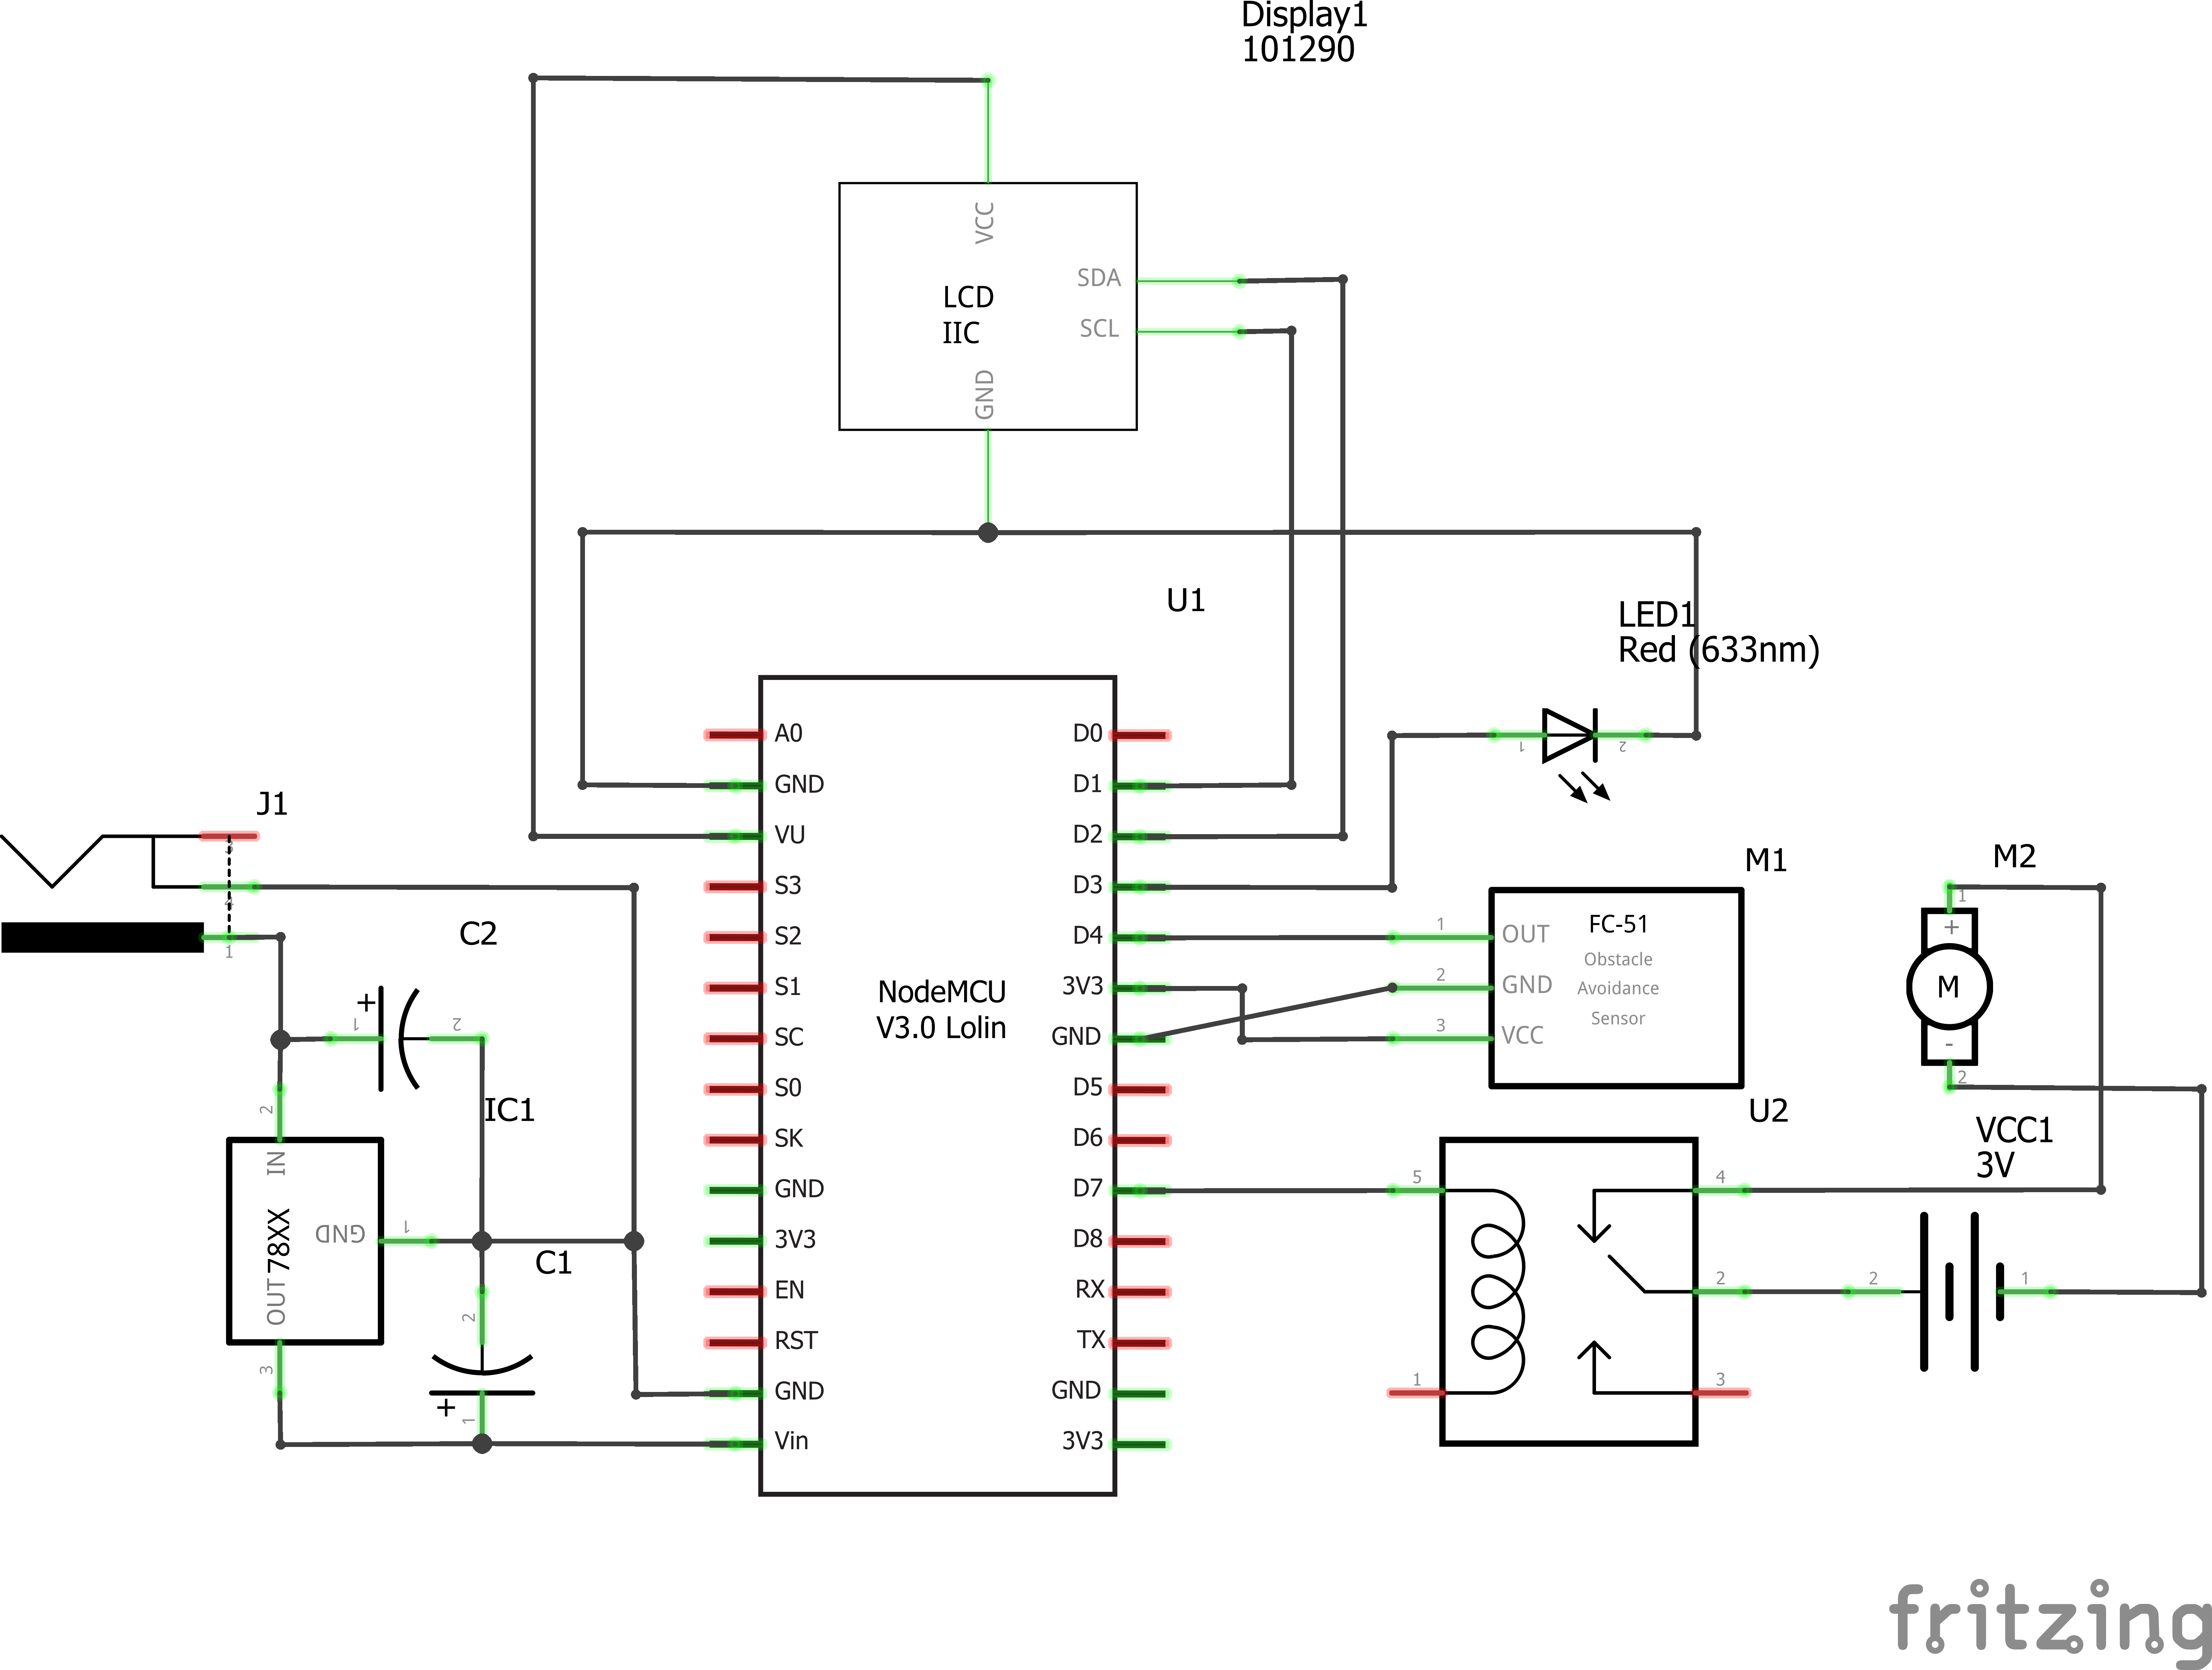 Display1
101290
VCC
SDA
LCD
IIC
SCL
GND
U1
LED1
Red (633nm)
1
2
A0
GND
VU
S3
S2
S1
SC
S0
SK
GND
3V3
EN
RST
GND
Vin
NodeMCU
V3.0 Lolin
D0
D1
D2
D3
D4
3V3
GND
D5
D6
D7
D8
RX
TX
GND
3V3
J1
3
4
1
C2
+
1
2
IC1
2
IN
78XX
GND
1
OUT
3
C1
2
+
1
M1
FC-51
Obstacle
Avoidance
Sensor
1
OUT
2
GND
3
VCC
M2
1
+
M
-
2
U2
5
1
4
2
3
VCC1
3V
2
1
fritzing